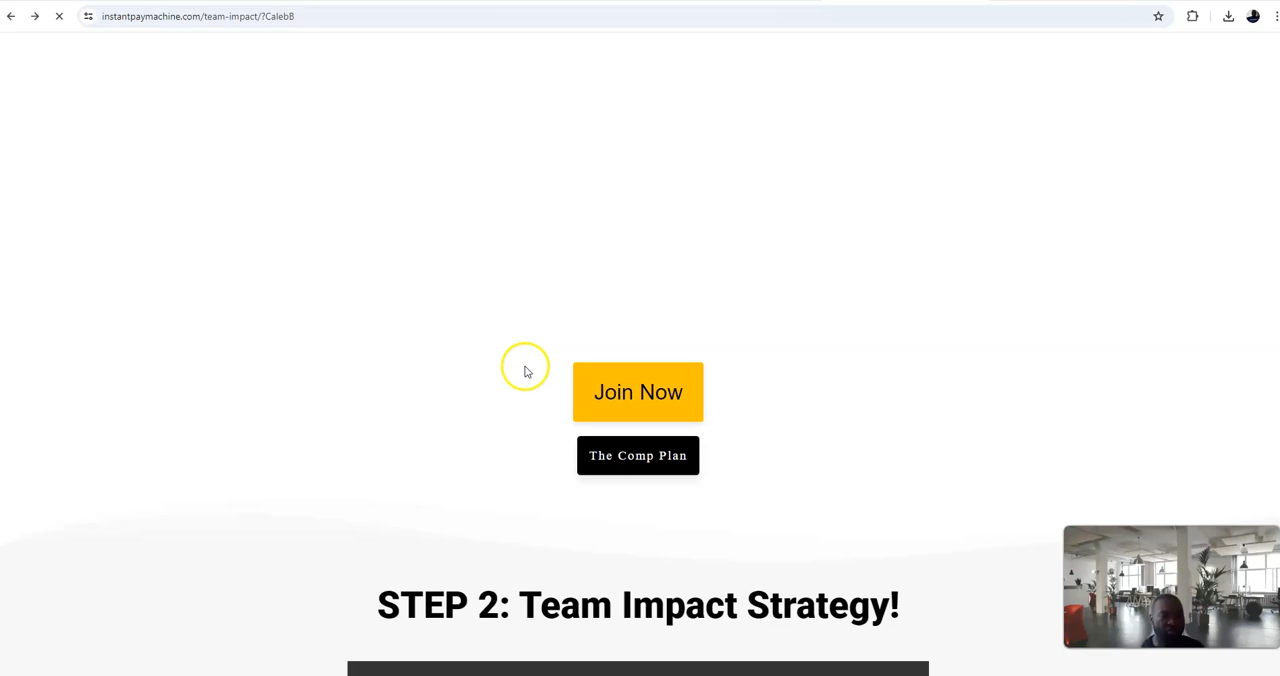 instantpaymachine.com/team-impact/?CalebB
Join Now
The Comp Plan
STEP 2: Team Impact Strategy!